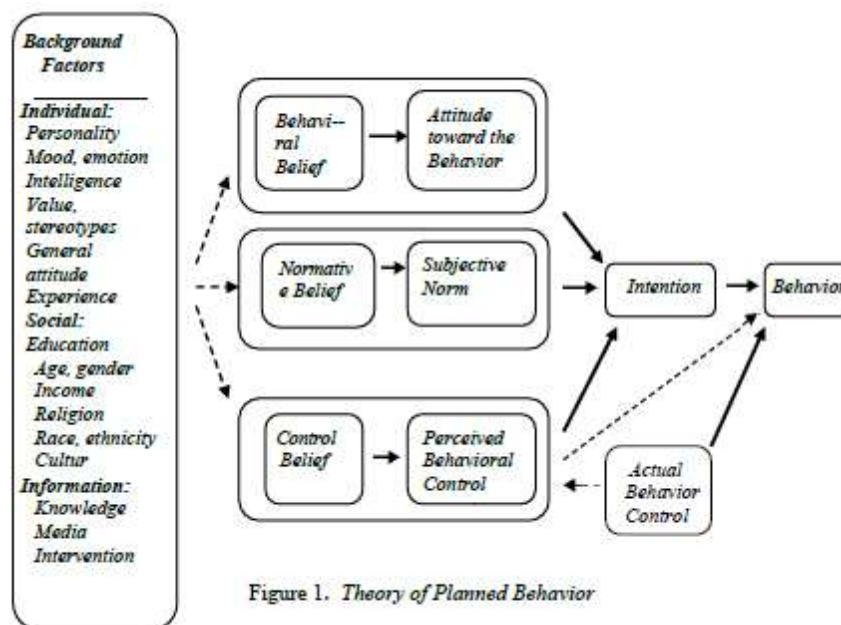 Background
Factors
Individual:
Personality
Mood, emotion
Intelligence
Value,
stereotypes
General
attitude
Experience
Social:
Education
Age, gender
Income
Religion
Race, ethnicity
Cultur
Information:
Knowledge
Media
Intervention
Behavi--
ral
Belief
Attitude
toward the
Behavior
Normativ
e Belief
Subjective
Norm
Control
Belief
Perceived
Behavioral
Control
Intention
Behavior
Actual
Behavior
Control
Figure 1. Theory of Planned Behavior